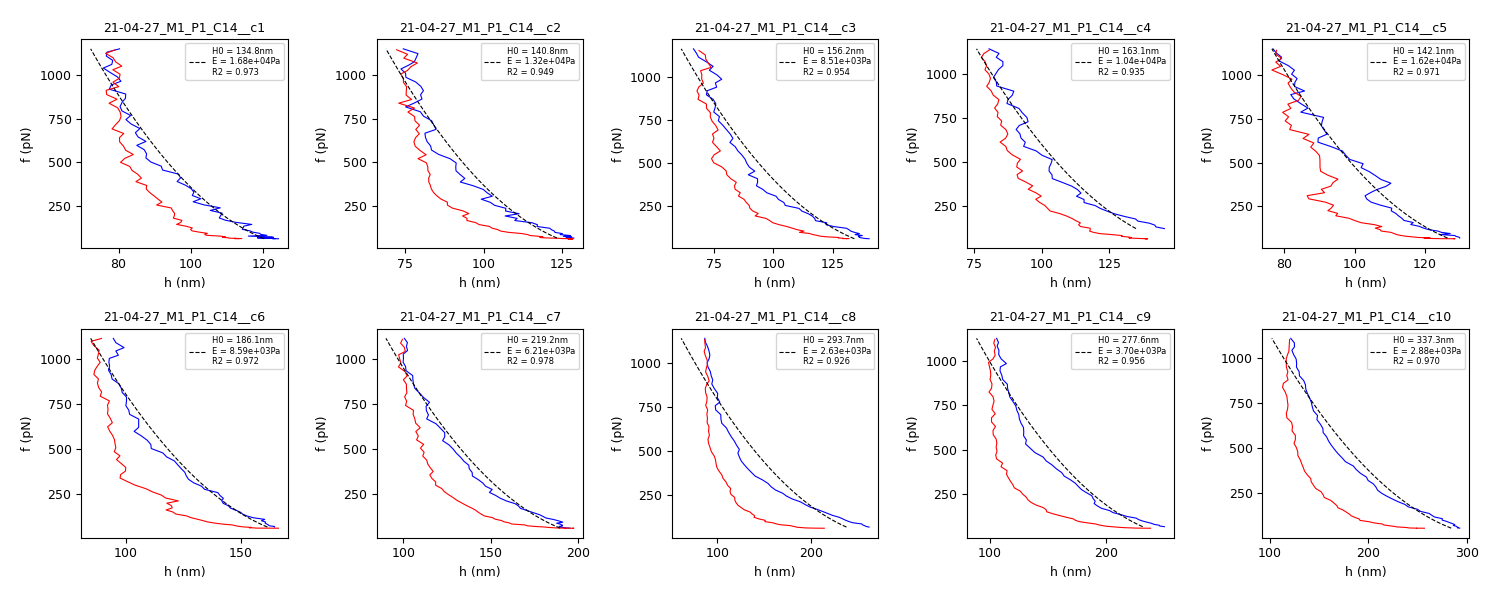 21-04-27_M1_P1_C14__c1
H0 = 134.8nm
E = 1.68e+04Pa
R2 = 0.973
1000
750
500
250
f (pN)
80
100
120
h (nm)
21-04-27_M1_P1_C14__c2
H0 = 140.8nm
E = 1.32e+04Pa
R2 = 0.949
1000
750
500
250
f (pN)
75
100
125
h (nm)
21-04-27_M1_P1_C14__c3
H0 = 156.2nm
E = 8.51e+03Pa
R2 = 0.954
1000
750
500
250
f (pN)
75
100
125
h (nm)
21-04-27_M1_P1_C14__c4
H0 = 163.1nm
E = 1.04e+04Pa
R2 = 0.935
1000
750
500
250
f (pN)
75
100
125
h (nm)
21-04-27_M1_P1_C14__c5
H0 = 142.1nm
E = 1.62e+04Pa
R2 = 0.971
1000
750
500
250
f (pN)
80
100
120
h (nm)
21-04-27_M1_P1_C14__c6
H0 = 186.1nm
E = 8.59e+03Pa
R2 = 0.972
1000
750
500
250
f (pN)
100
150
h (nm)
21-04-27_M1_P1_C14__c7
H0 = 219.2nm
E = 6.21e+03Pa
R2 = 0.978
1000
750
500
250
f (pN)
100
150
200
h (nm)
21-04-27_M1_P1_C14__c8
H0 = 293.7nm
E = 2.63e+03Pa
R2 = 0.926
1000
750
500
250
f (pN)
100
200
h (nm)
21-04-27_M1_P1_C14__c9
H0 = 277.6nm
E = 3.70e+03Pa
R2 = 0.956
1000
750
500
250
f (pN)
100
200
h (nm)
21-04-27_M1_P1_C14__c10
H0 = 337.3nm
E = 2.88e+03Pa
R2 = 0.970
1000
750
500
250
f (pN)
100
200
300
h (nm)